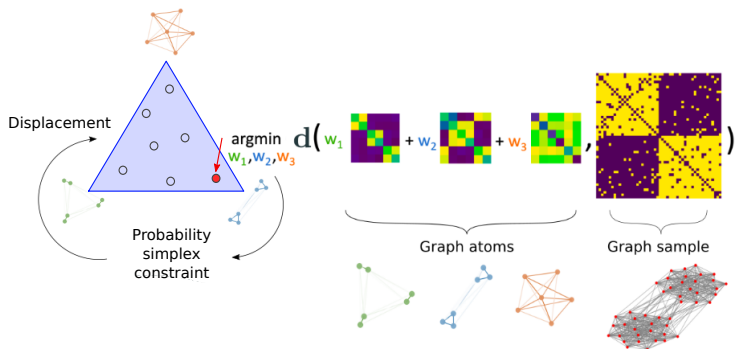 Displacement
argmin
w1,w2,w3
d( w1 + w2 + w3 , )
Probability
simplex
constraint
Graph atoms
Graph sample